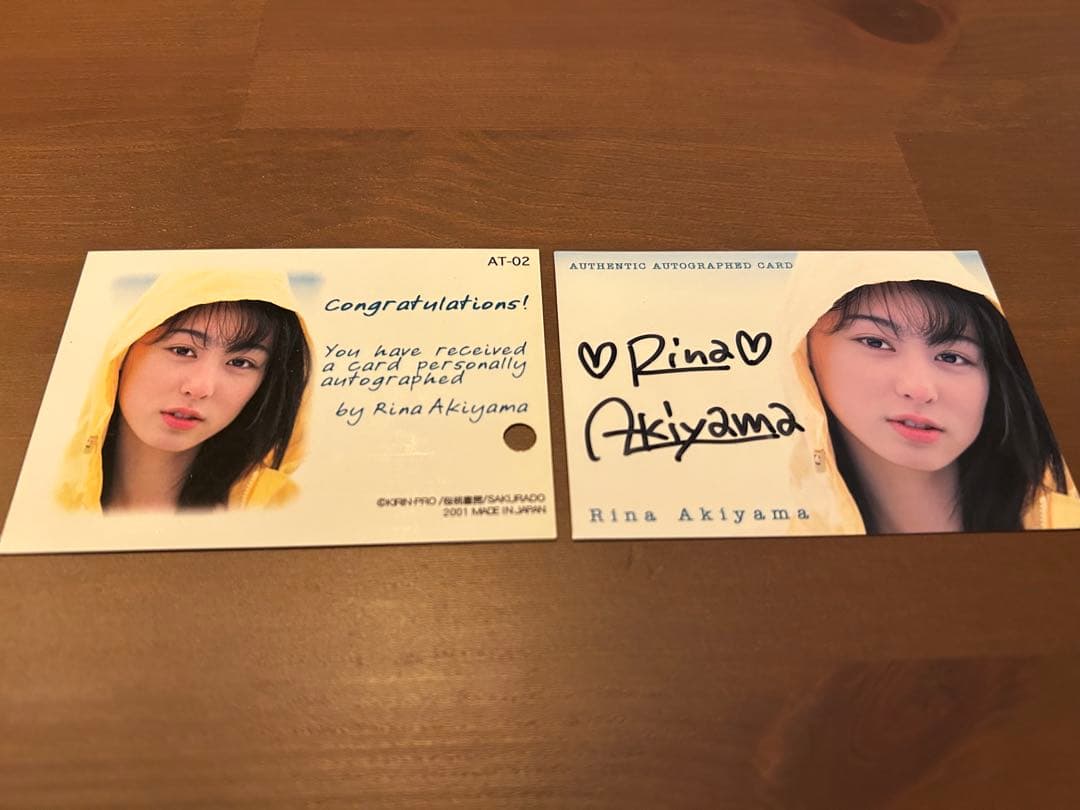 AT-02
Congratulations!
You have received
a card personally
autographed
by Rina Akiyama
©KIRIN-PRO /桜桃書房/SAKURADO
2001 MADE IN JAPAN
AUTHENTIC AUTOGRAPHED CARD
♡Rina♡
Akiyama
Rina Akiyama